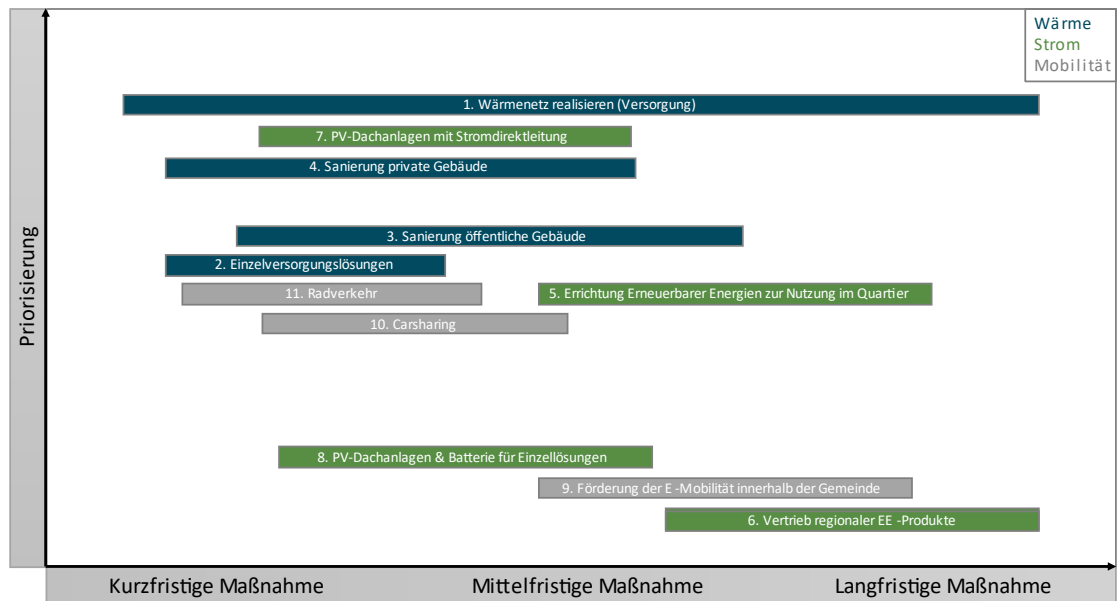 Wärme
Strom
Mobilität
1. Wärmenetz realisieren (Versorgung)
7. PV-Dachanlagen mit Stromdirektleitung
4. Sanierung private Gebäude
3. Sanierung öffentliche Gebäude
2. Einzelversorgungslösungen
11. Radverkehr
5. Errichtung Erneuerbarer Energien zur Nutzung im Quartier
10. Carsharing
8. PV-Dachanlagen & Batterie für Einzellösungen
9. Förderung der E -Mobilität innerhalb der Gemeinde
6. Vertrieb regionaler EE -Produkte
Priorisierung
Kurzfristige Maßnahme
Mittelfristige Maßnahme
Langfristige Maßnahme